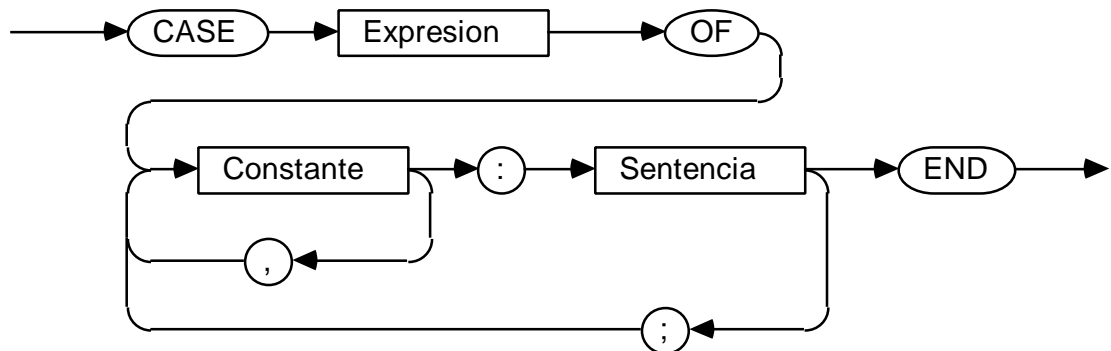 CASE Expresion OF
Constante : Sentencia END
,
;